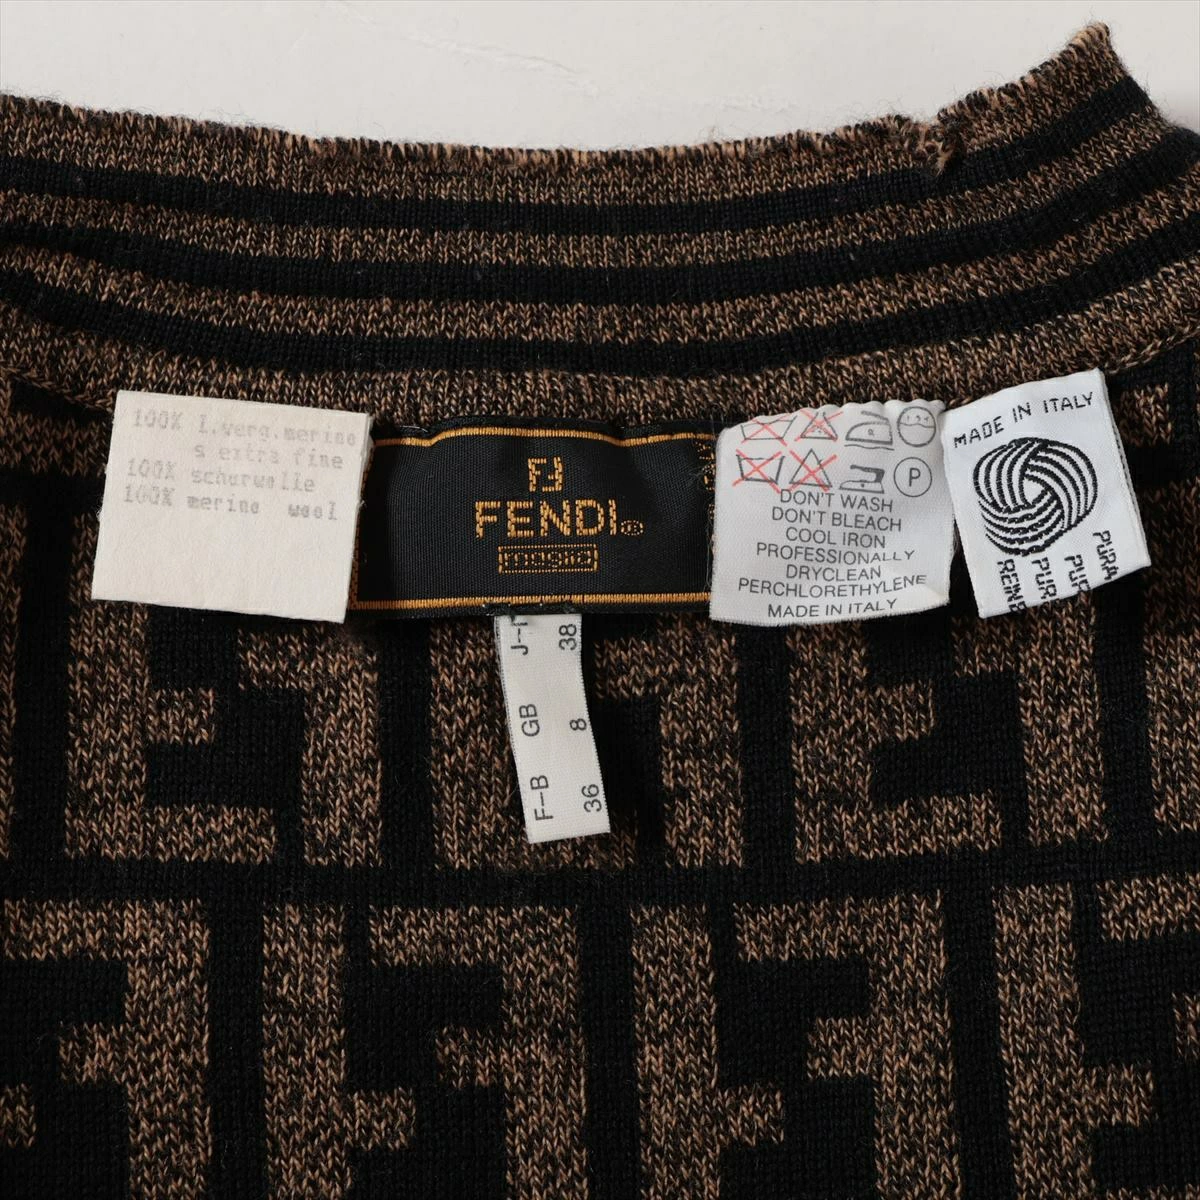 100% l.verg.merino
s extra fine
100% schurwolle
100% merino wool
FENDI®
maglia
J-
38
GB
8
F-B
36
P
DON'T WASH
DON'T BLEACH
COOL IRON
PROFESSIONALLY
DRYCLEAN
PERCHLORETHYLENE
MADE IN ITALY
MADE IN ITALY
PURA
PUR
PUR
REINE